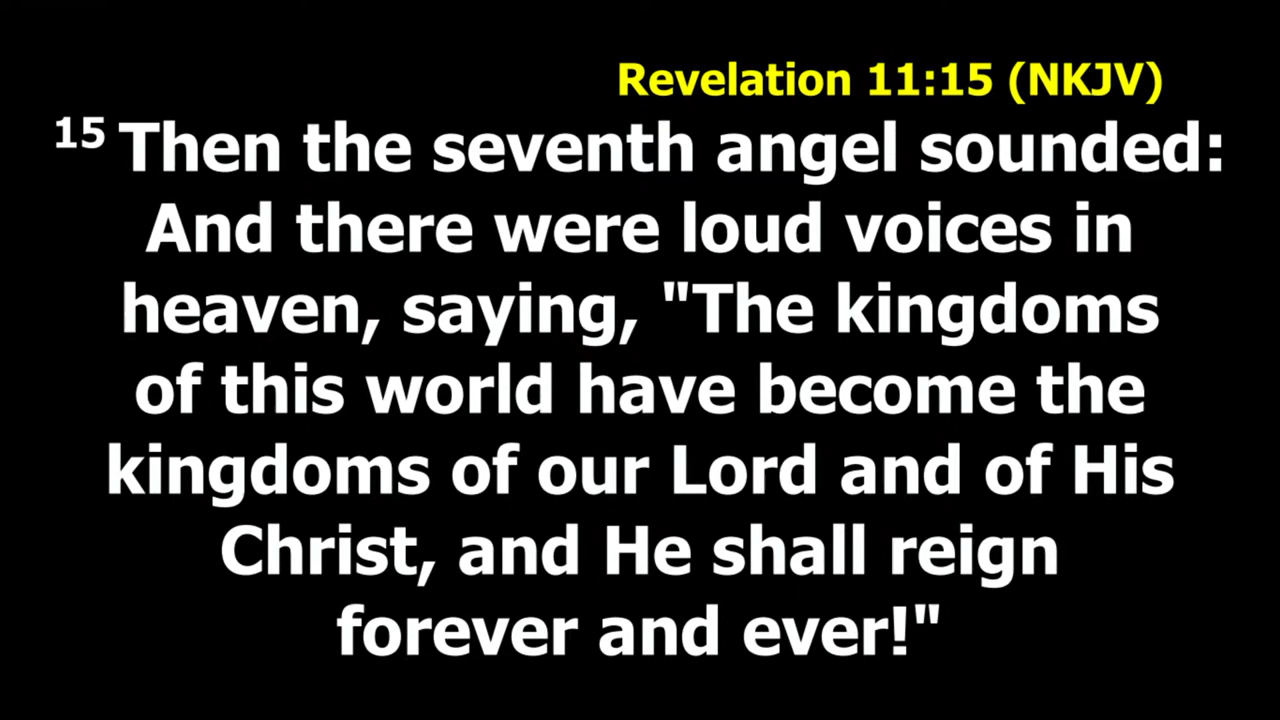 Revelation 11:15 (NKJV)
15 Then the seventh angel sounded:
And there were loud voices in
heaven, saying, "The kingdoms
of this world have become the
kingdoms of our Lord and of His
Christ, and He shall reign
forever and ever!"